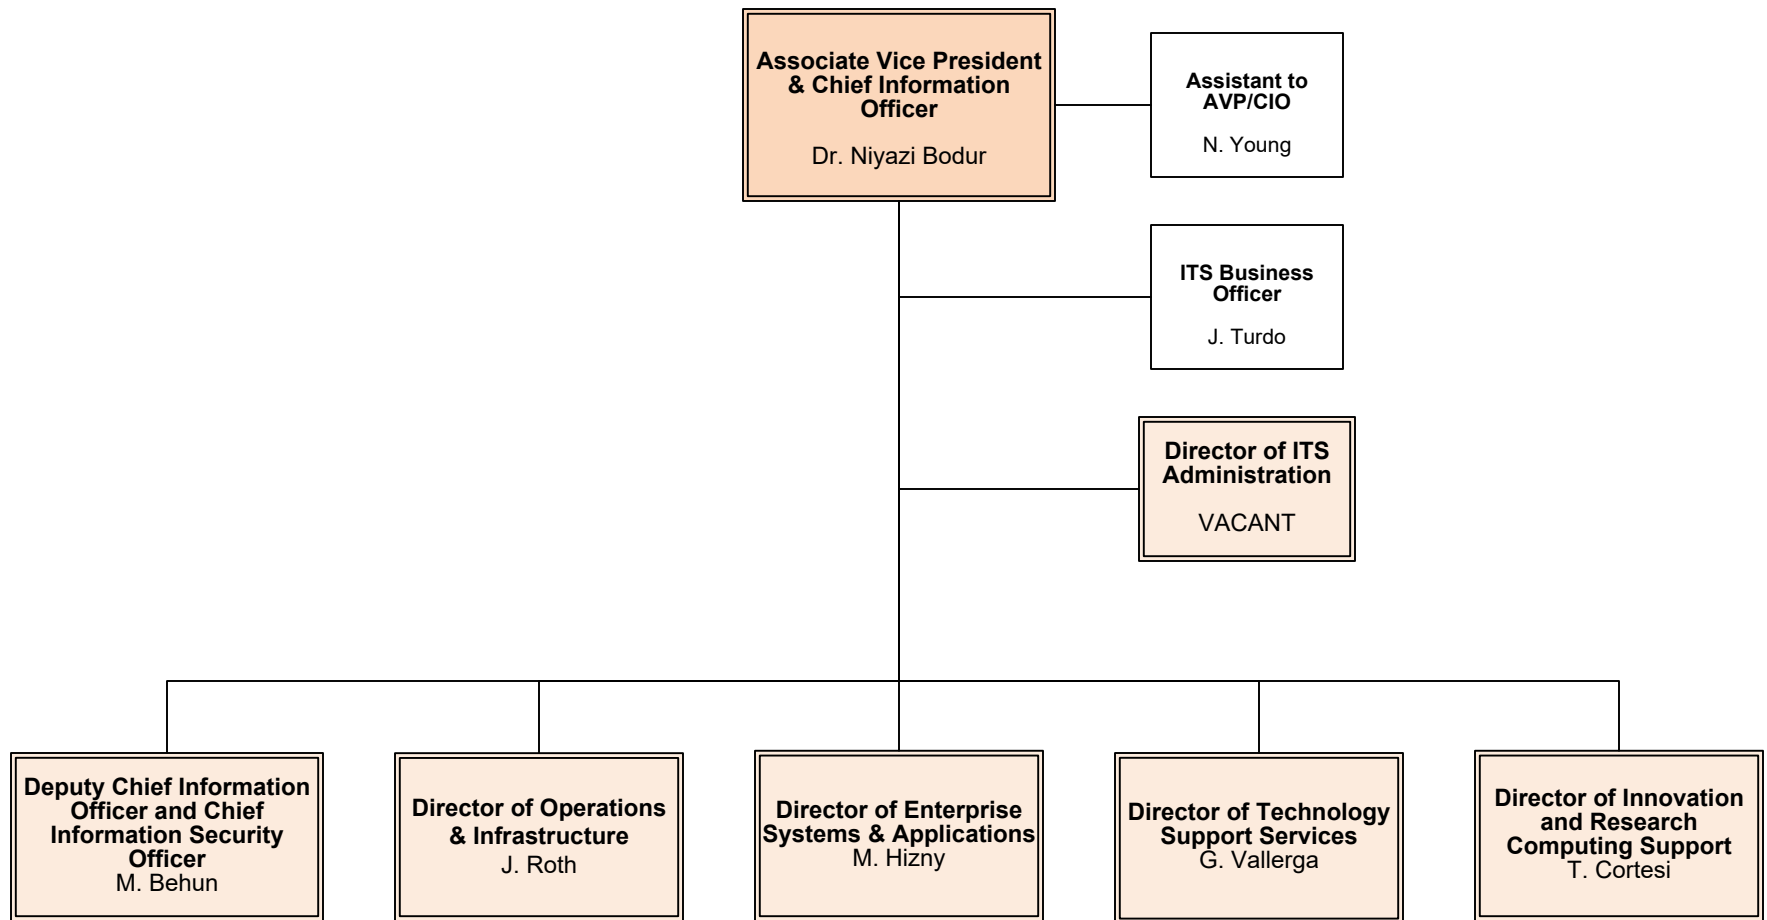 Associate Vice President
& Chief Information
Officer
Dr. Niyazi Bodur
Assistant to
AVP/CIO
N. Young
ITS Business
Officer
J. Turdo
Director of ITS
Administration
VACANT
Deputy Chief Information
Officer and Chief
Information Security
Officer
M. Behun
Director of Operations
& Infrastructure
J. Roth
Director of Enterprise
Systems & Applications
M. Hizny
Director of Technology
Support Services
G. Vallerga
Director of Innovation
and Research
Computing Support
T. Cortesi